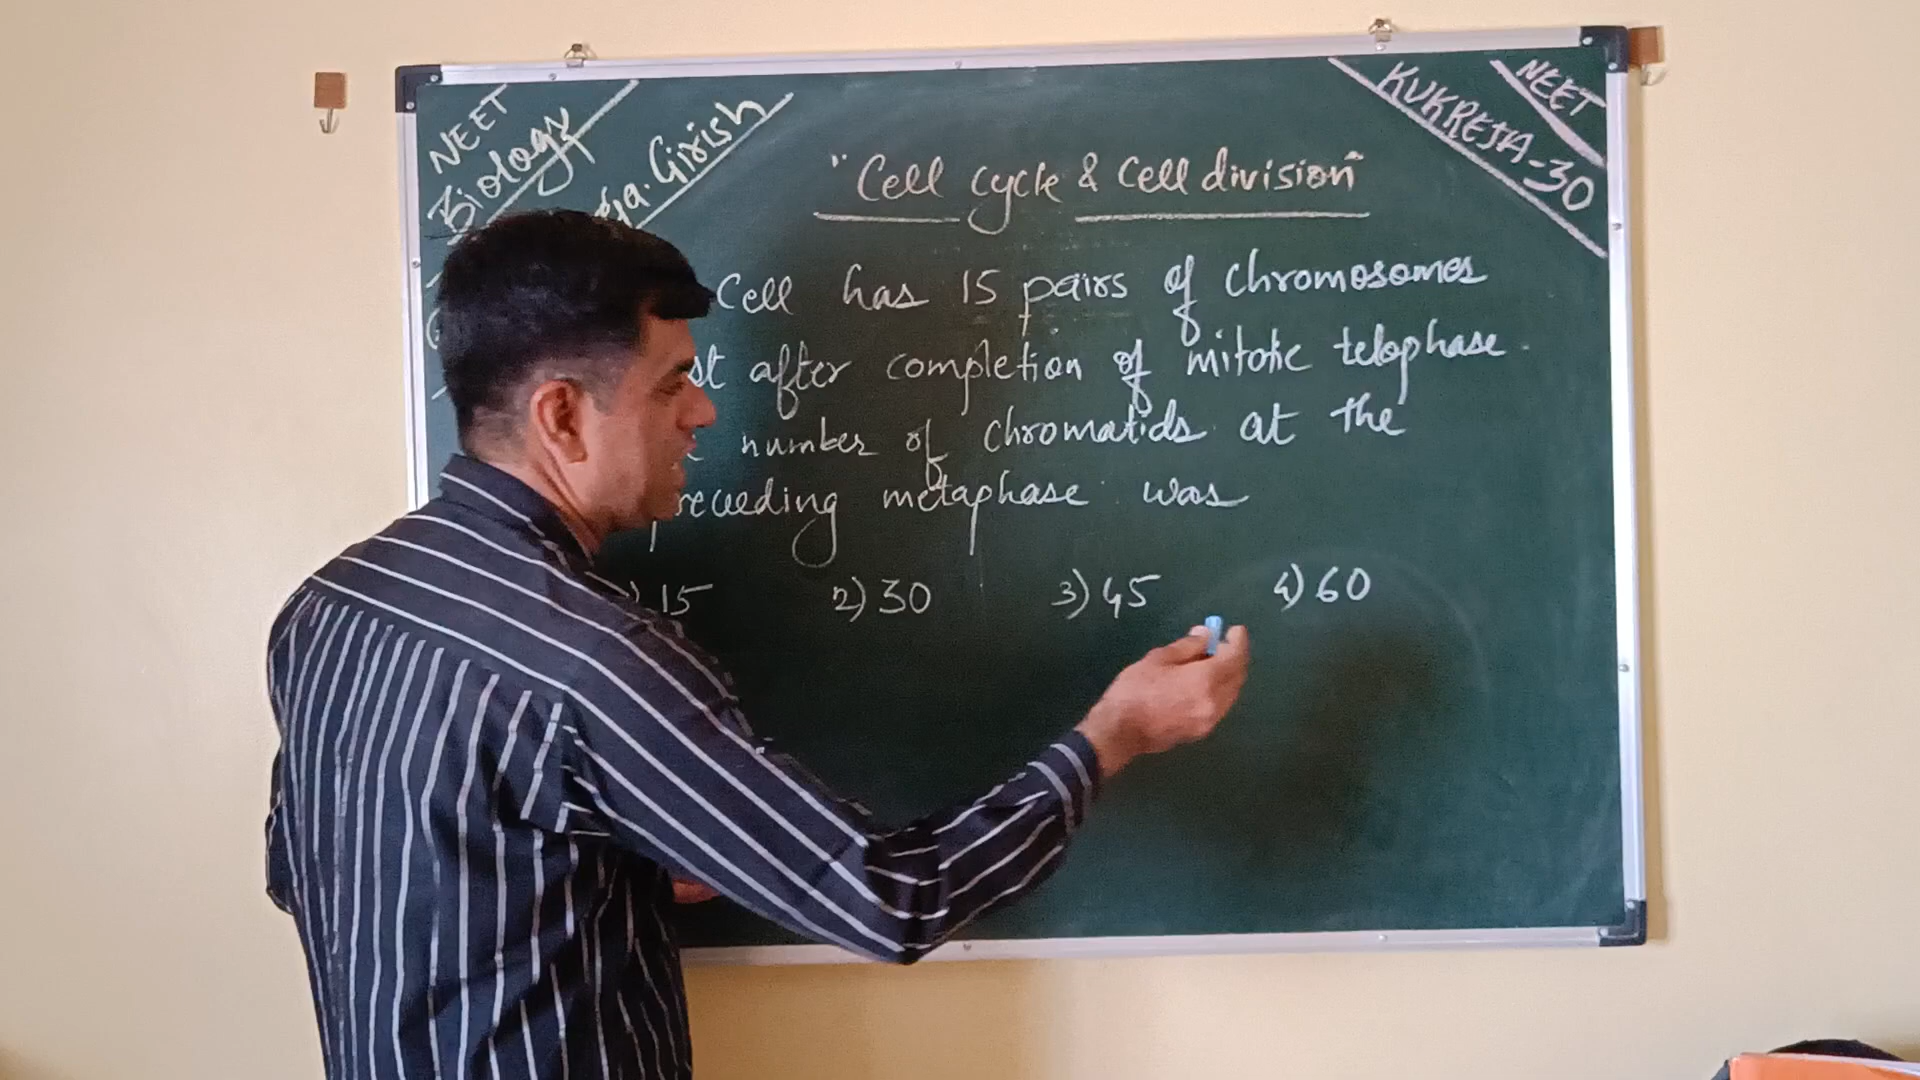 NEET
Biology
Girish
NEET
KUKREJA-30
"Cell cycle & Cell division"
Cell has 15 pairs of chromosomes
after completion of mitotic telophase.
number of chromatids at the
metaphase was
15 2) 30 3) 45 4) 60